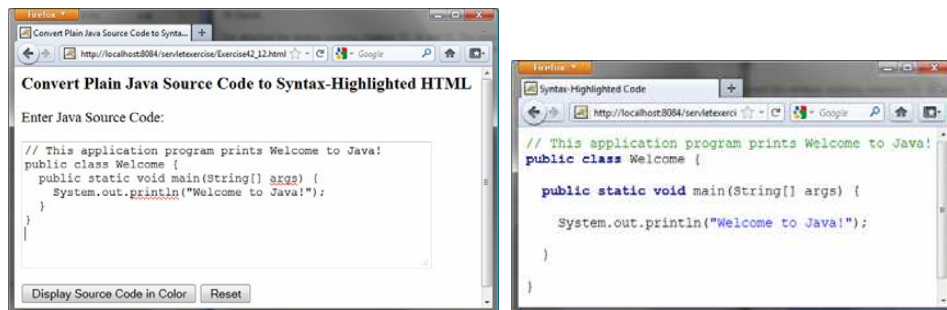 Firefox
Convert Plain Java Source Code to Synta...
http://localhost:8084/servletexercise/Exercise42_12.html
Google
Convert Plain Java Source Code to Syntax-Highlighted HTML
Enter Java Source Code:
// This application program prints Welcome to Java!
public class Welcome {
public static void main(String[] args) {
System.out.println("Welcome to Java!");
}
}
Display Source Code in Color
Reset
Firefox
Syntax-Highlighted Code
http://localhost:8084/servletexerci
Google
// This application program prints Welcome to Java!
public class Welcome {
public static void main(String[] args) {
System.out.println("Welcome to Java!");
}
}